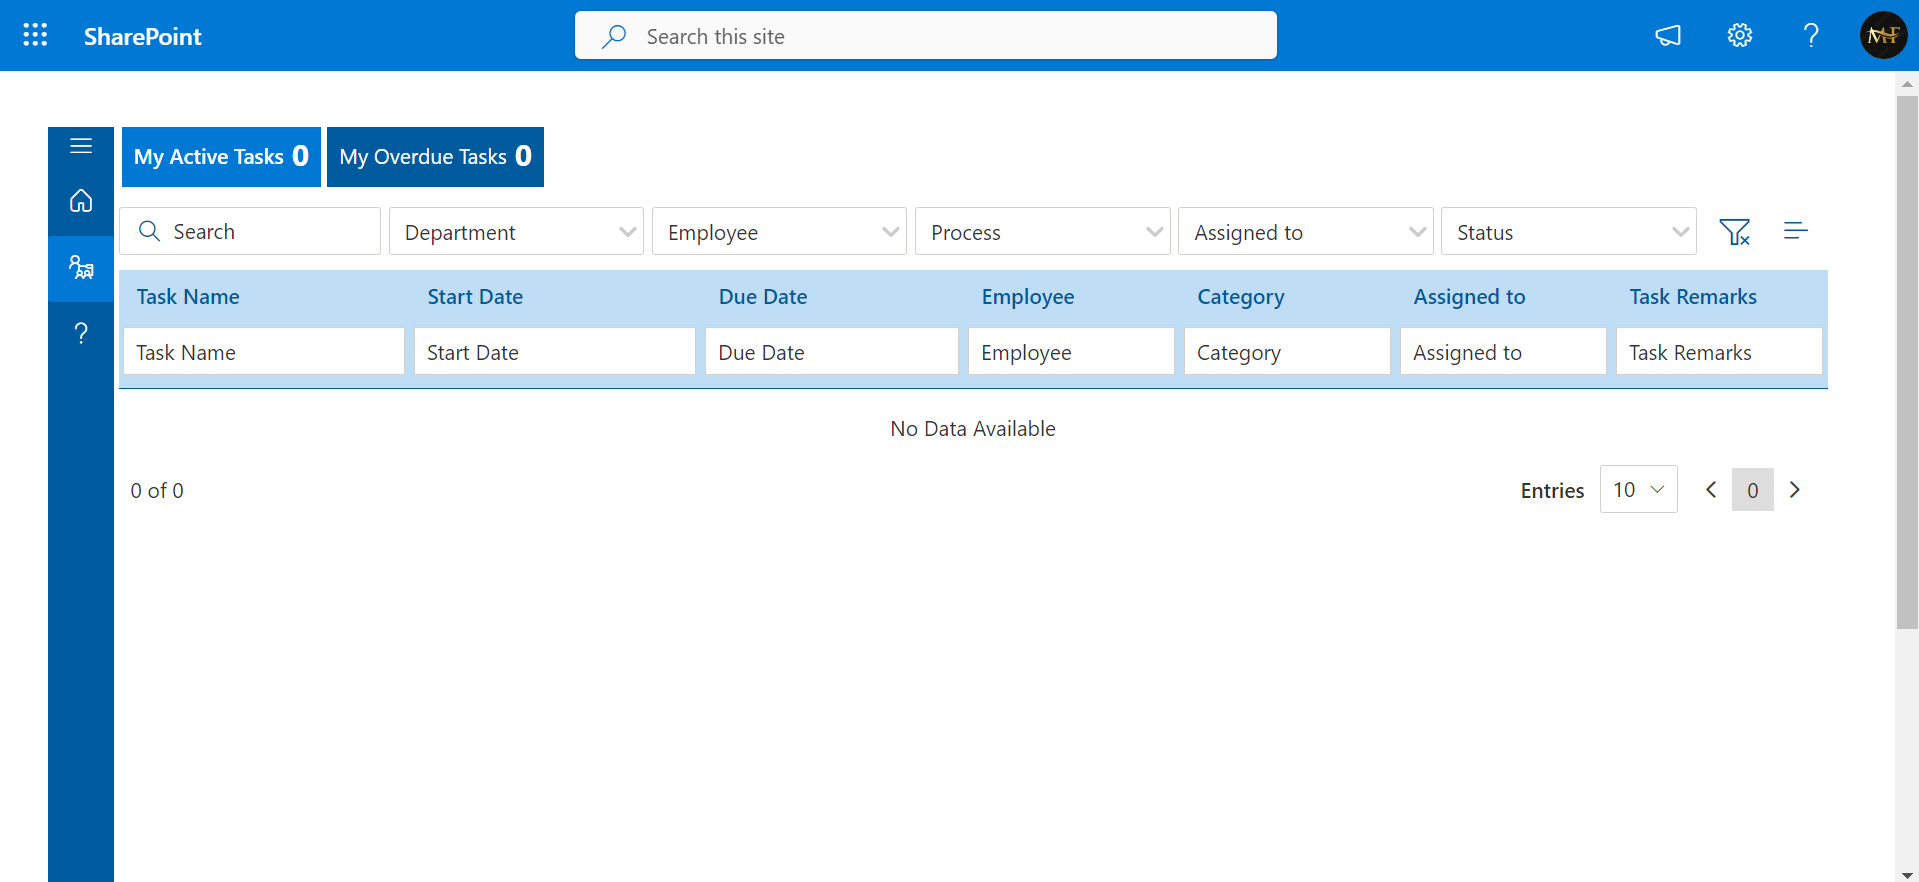 SharePoint
Search this site
MF
My Active Tasks 0
My Overdue Tasks 0
Search
Department
Employee
Process
Assigned to
Status
Task Name
Start Date
Due Date
Employee
Category
Assigned to
Task Remarks
Task Name
Start Date
Due Date
Employee
Category
Assigned to
Task Remarks
No Data Available
0 of 0
Entries
10
0